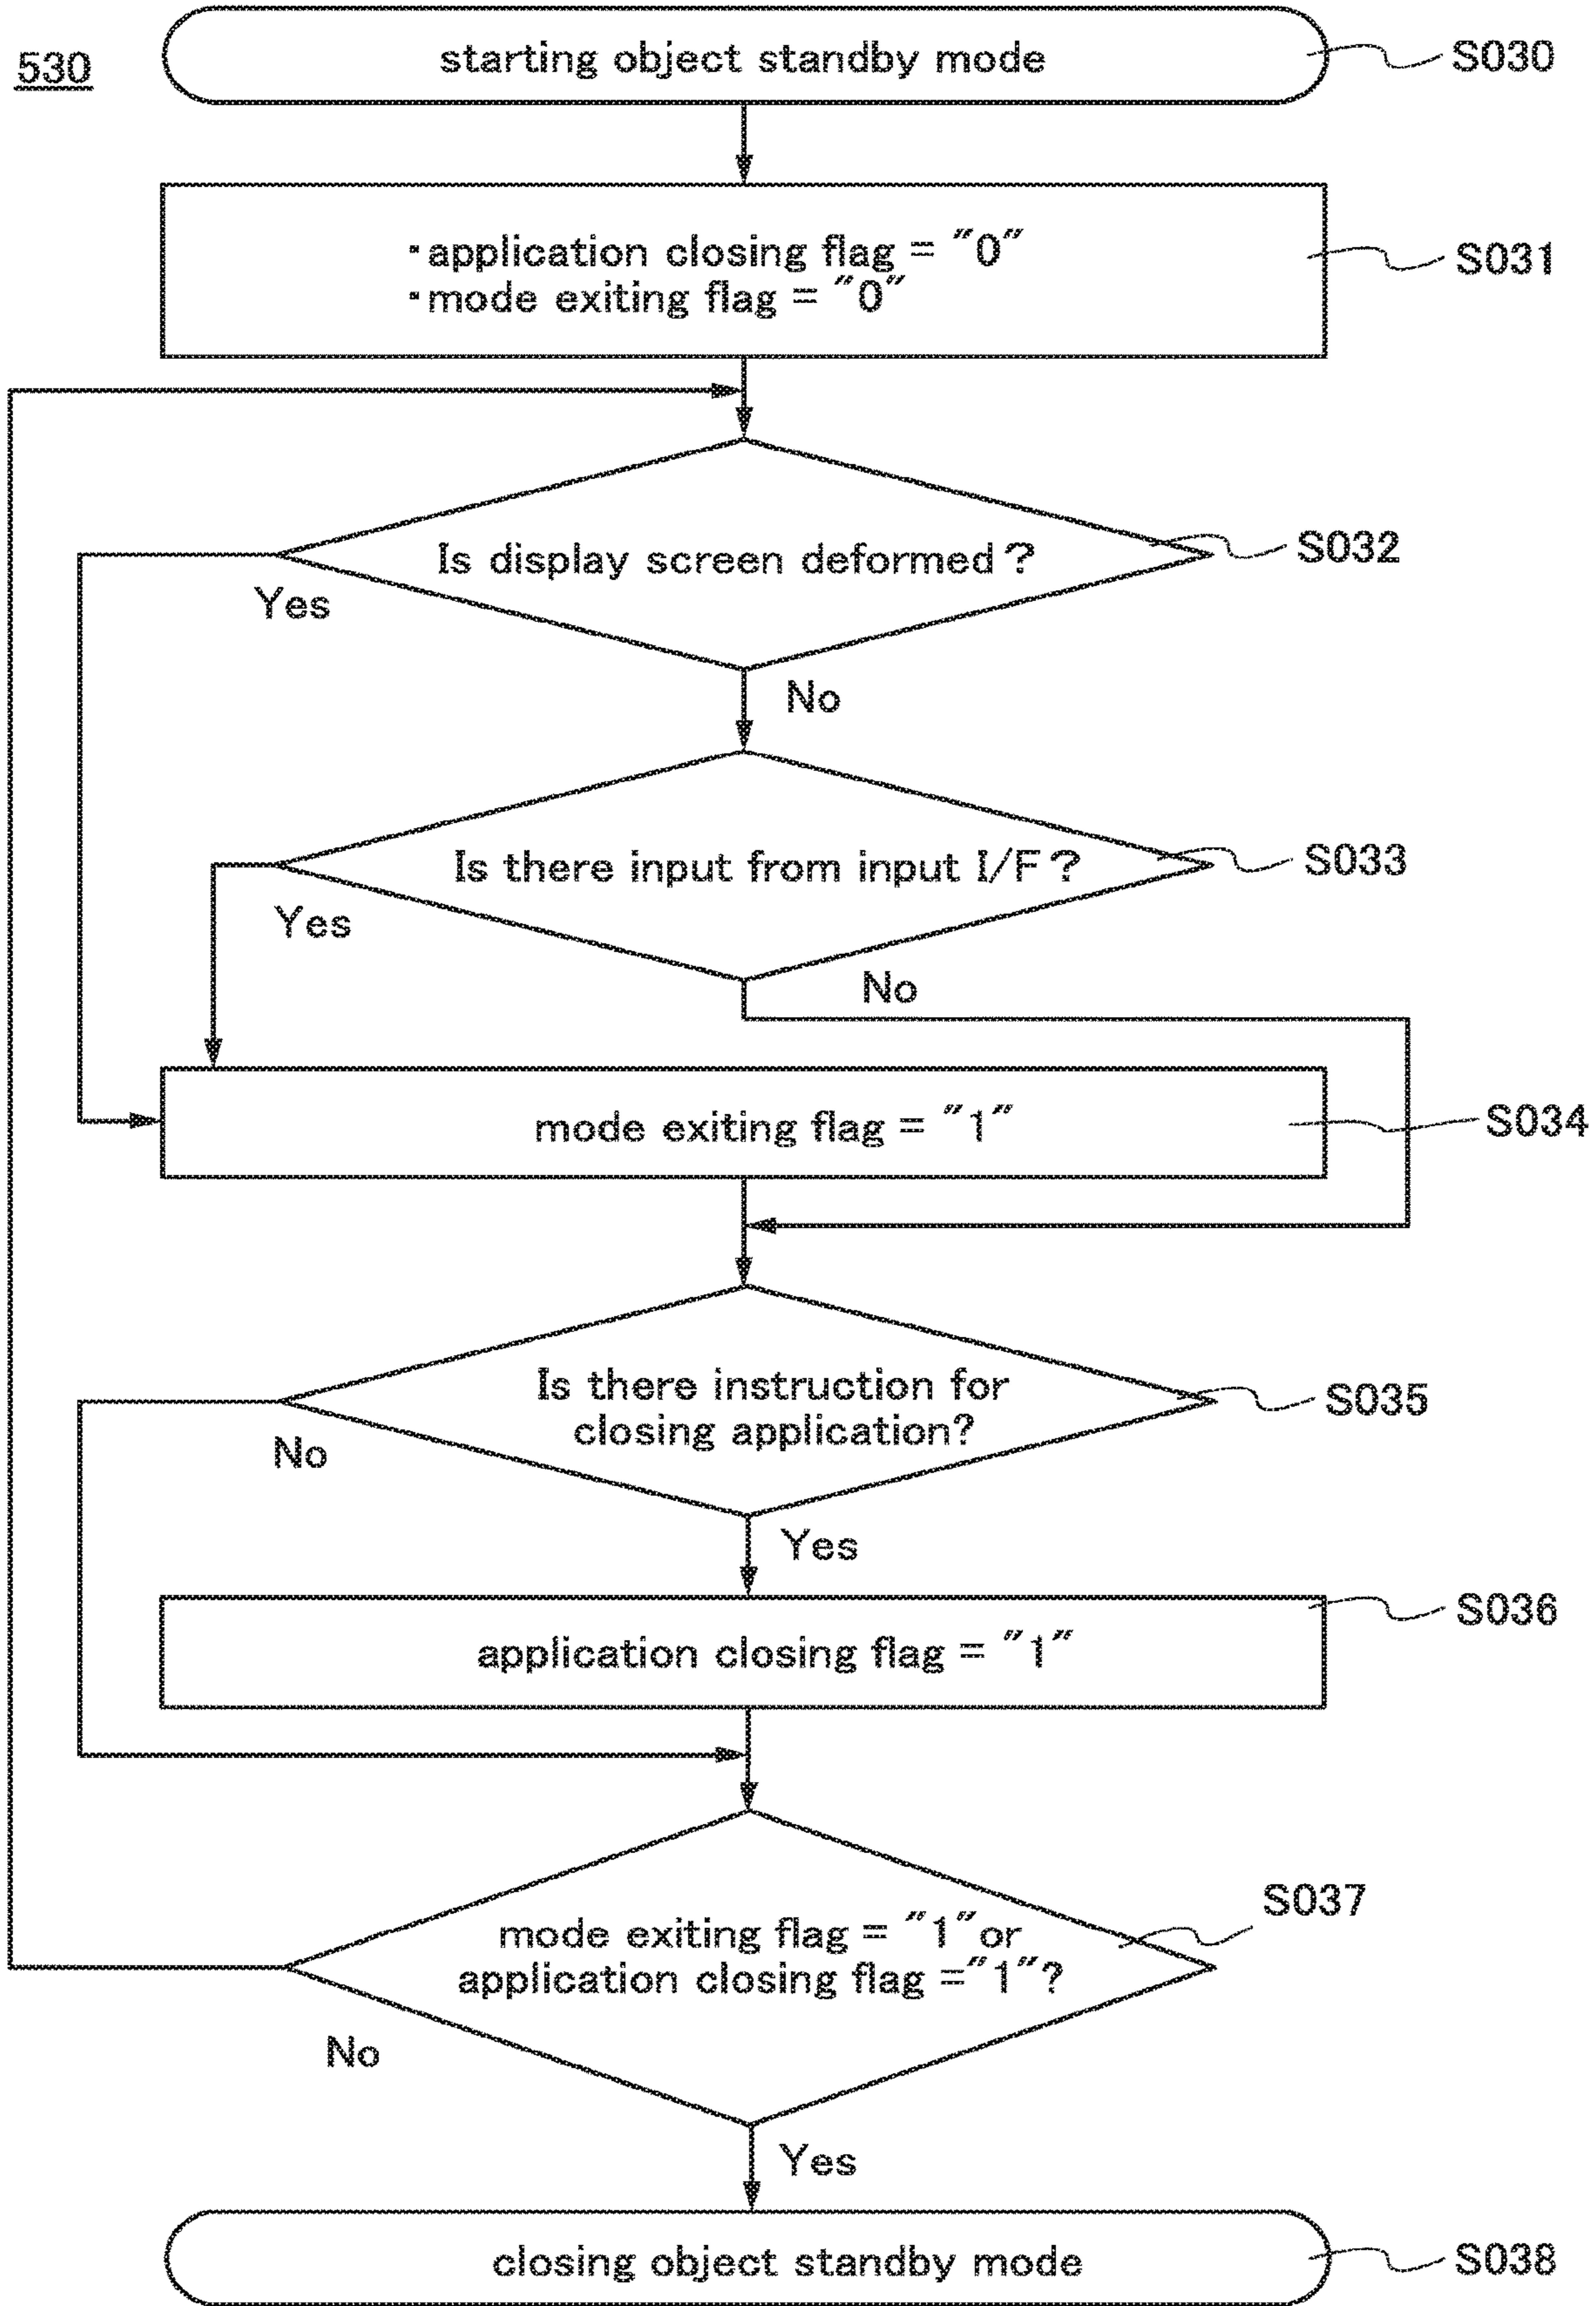 530
starting object standby mode
S030
・application closing flag = "0"
・mode exiting flag = "0"
S031
Is display screen deformed ?
S032
Yes
No
Is there input from input I/F ?
S033
Yes
No
mode exiting flag = "1"
S034
Is there instruction for
closing application?
S035
No
Yes
application closing flag = "1"
S036
mode exiting flag = "1"or
application closing flag ="1"?
S037
No
Yes
closing object standby mode
S038